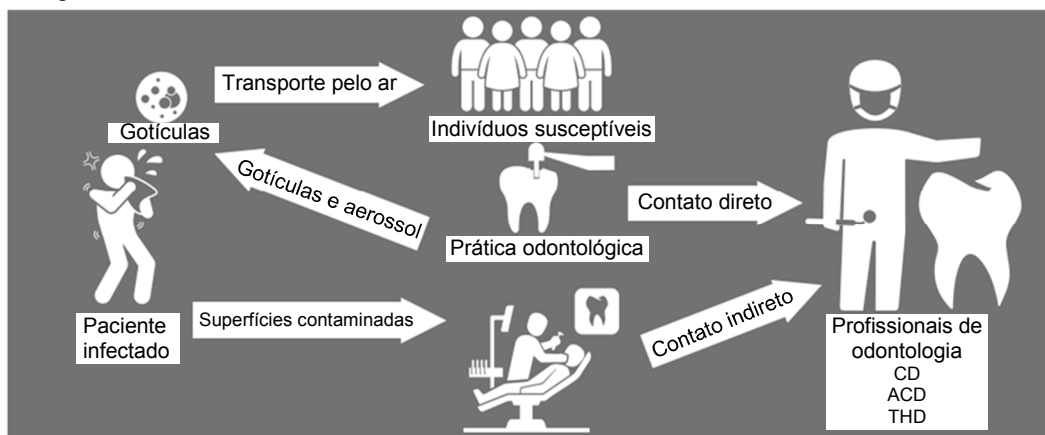 Transporte pelo ar
Gotículas
Indivíduos susceptíveis
Gotículas e aerossol
Contato direto
Prática odontológica
Superfícies contaminadas
Contato indireto
Paciente
infectado
Profissionais de
odontologia
CD
ACD
THD